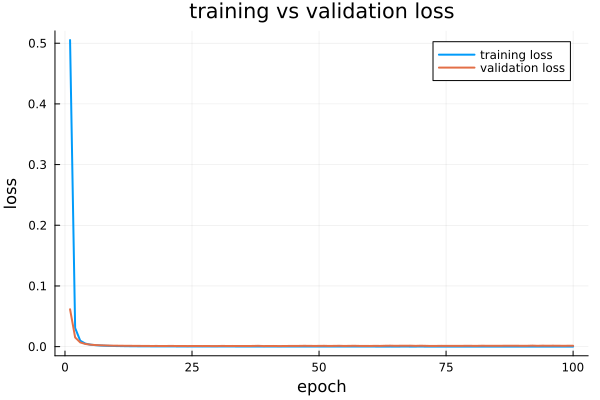 training vs validation loss
training loss
validation loss
loss
0.5
0.4
0.3
0.2
0.1
0.0
0
25
50
75
100
epoch